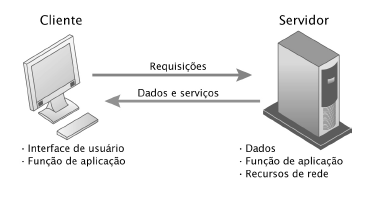 Cliente
Servidor
Requisições
Dados e serviços
· Interface de usuário
· Função de aplicação
· Dados
· Função de aplicação
· Recursos de rede